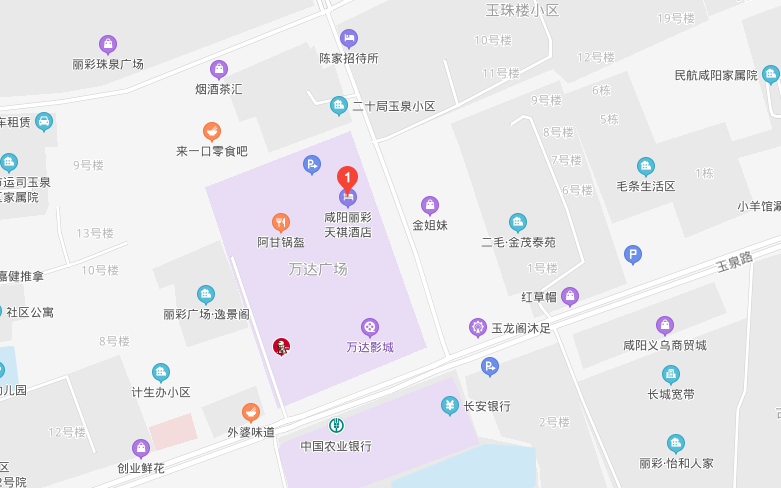 玉珠楼小区
19号楼
10号楼
陈家招待所
12号楼
丽彩珠泉广场
11号楼
民航咸阳家属院
烟酒茶汇
6栋
9号楼
二十局玉泉小区
车租赁
5栋
8号楼
来一口零食吧
9号楼
7号楼
1栋
市运司玉泉
区家属院
毛条生活区
6号楼
1
小羊馆涮
咸阳丽彩
天祺酒店
金姐妹
13号楼
阿甘锅盔
二毛·金茂泰苑
玉泉路
万达广场
1号楼
10号楼
嘉健推拿
红草帽
社区公寓
丽彩广场·逸景阁
玉龙阁沐足
8号楼
万达影城
咸阳义乌商贸城
幼儿园
计生办小区
长城宽带
长安银行
2号楼
12号楼
外婆味道
中国农业银行
创业鲜花
丽彩·怡和人家
区
2号院